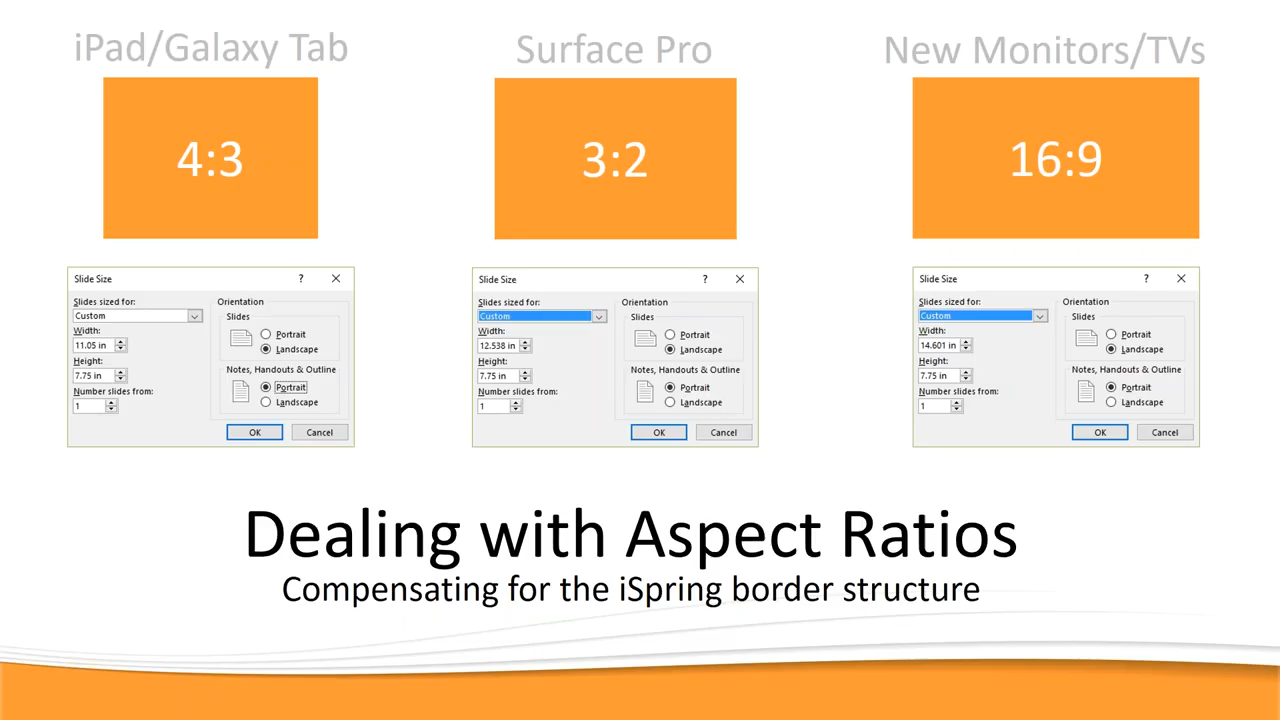 iPad/Galaxy Tab
Surface Pro
New Monitors/TVs
4:3
3:2
16:9
Slide Size ? ×
Slides sized for:
Custom
Width:
11.05 in
Height:
7.75 in
Number slides from:
1
Orientation
Slides
Portrait
Landscape
Notes, Handouts & Outline
Portrait
Landscape
OK
Cancel
Slide Size ? ×
Slides sized for:
Custom
Width:
12.538 in
Height:
7.75 in
Number slides from:
1
Orientation
Slides
Portrait
Landscape
Notes, Handouts & Outline
Portrait
Landscape
OK
Cancel
Slide Size ? ×
Slides sized for:
Custom
Width:
14.601 in
Height:
7.75 in
Number slides from:
1
Orientation
Slides
Portrait
Landscape
Notes, Handouts & Outline
Portrait
Landscape
OK
Cancel
Dealing with Aspect Ratios
Compensating for the iSpring border structure